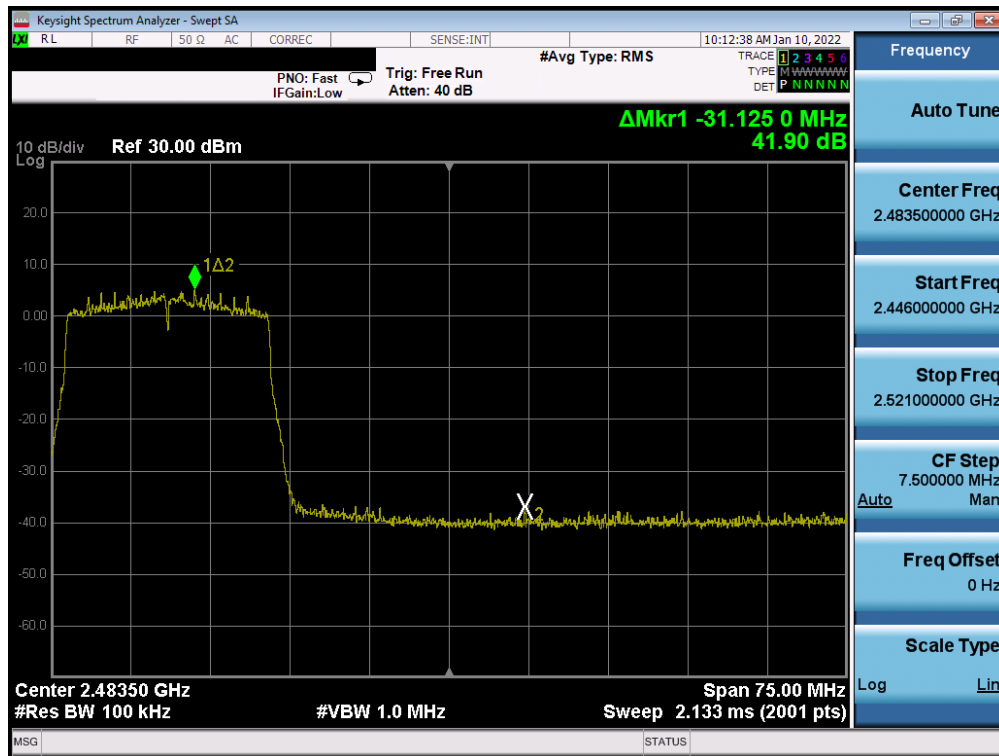 Keysight Spectrum Analyzer - Swept SA
LXI RL RF 50 Ω AC CORREC SENSE:INT 10:12:38 AM Jan 10, 2022
#Avg Type: RMS TRACE 1 2 3 4 5 6
PNO: Fast Trig: Free Run TYPE M WWWWW
IFGain:Low Atten: 40 dB DET P N N N N N
ΔMkr1 -31.125 0 MHz
41.90 dB
10 dB/div Ref 30.00 dBm
Log
20.0
10.0
1Δ2
0.00
-10.0
-20.0
-30.0
X2
-40.0
-50.0
-60.0
Center 2.48350 GHz Span 75.00 MHz
#Res BW 100 kHz #VBW 1.0 MHz Sweep 2.133 ms (2001 pts)
MSG STATUS
Frequency
Auto Tune
Center Freq
2.483500000 GHz
Start Freq
2.446000000 GHz
Stop Freq
2.521000000 GHz
CF Step
7.500000 MHz
Auto Man
Freq Offset
0 Hz
Scale Type
Log Lin